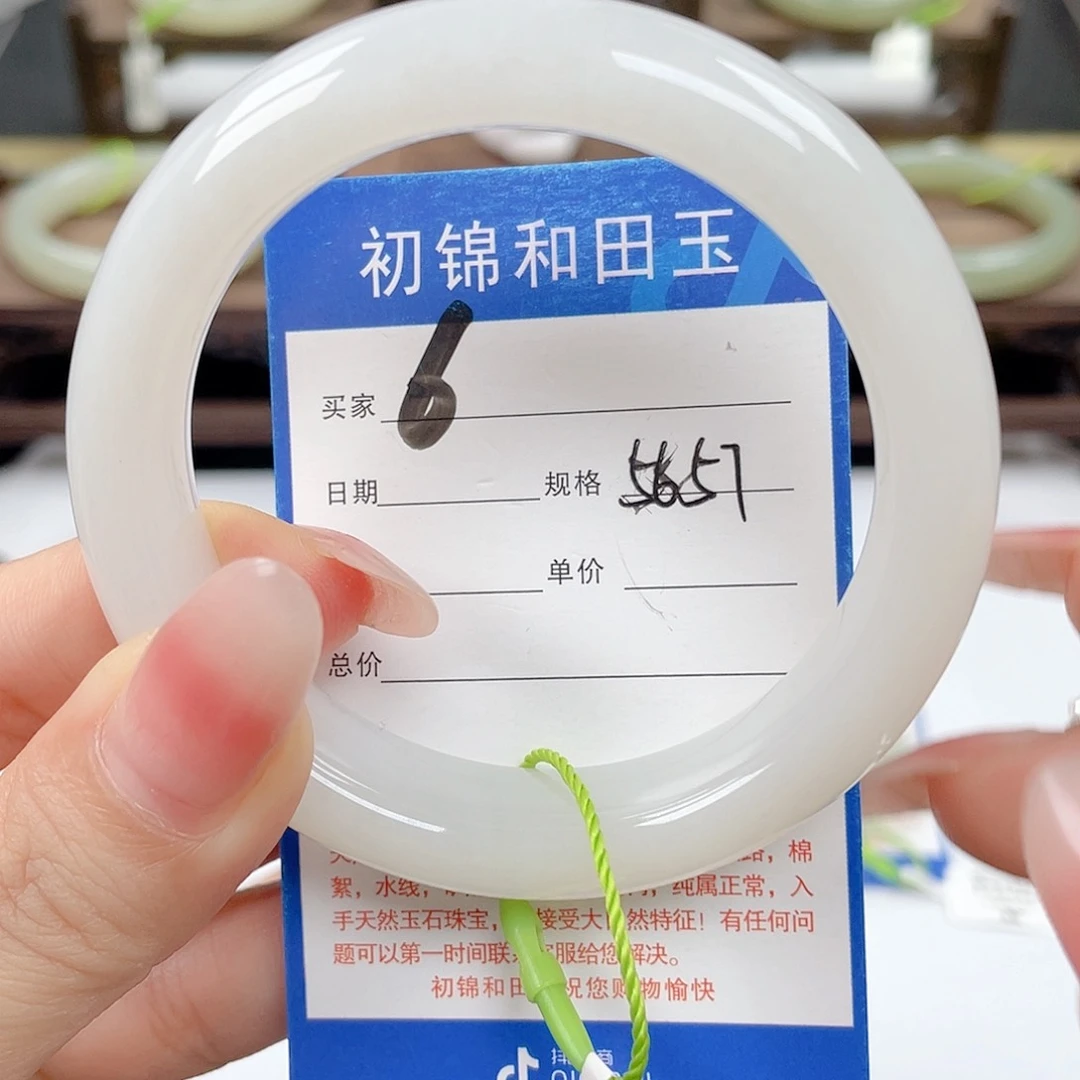 初锦和田玉
买家 6
日期 规格 5657
单价
总价
棉
絮，水线， 纯属正常，入
手天然玉石珠宝， 接受大 然特征！有任何问
题可以第一时间联 服给您解决。
初锦和田 祝您购物愉快